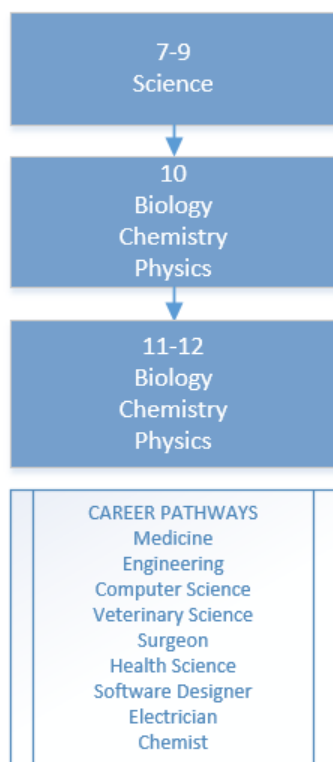 7-9
Science
10
Biology
Chemistry
Physics
11-12
Biology
Chemistry
Physics
CAREER PATHWAYS
Medicine
Engineering
Computer Science
Veterinary Science
Surgeon
Health Science
Software Designer
Electrician
Chemist